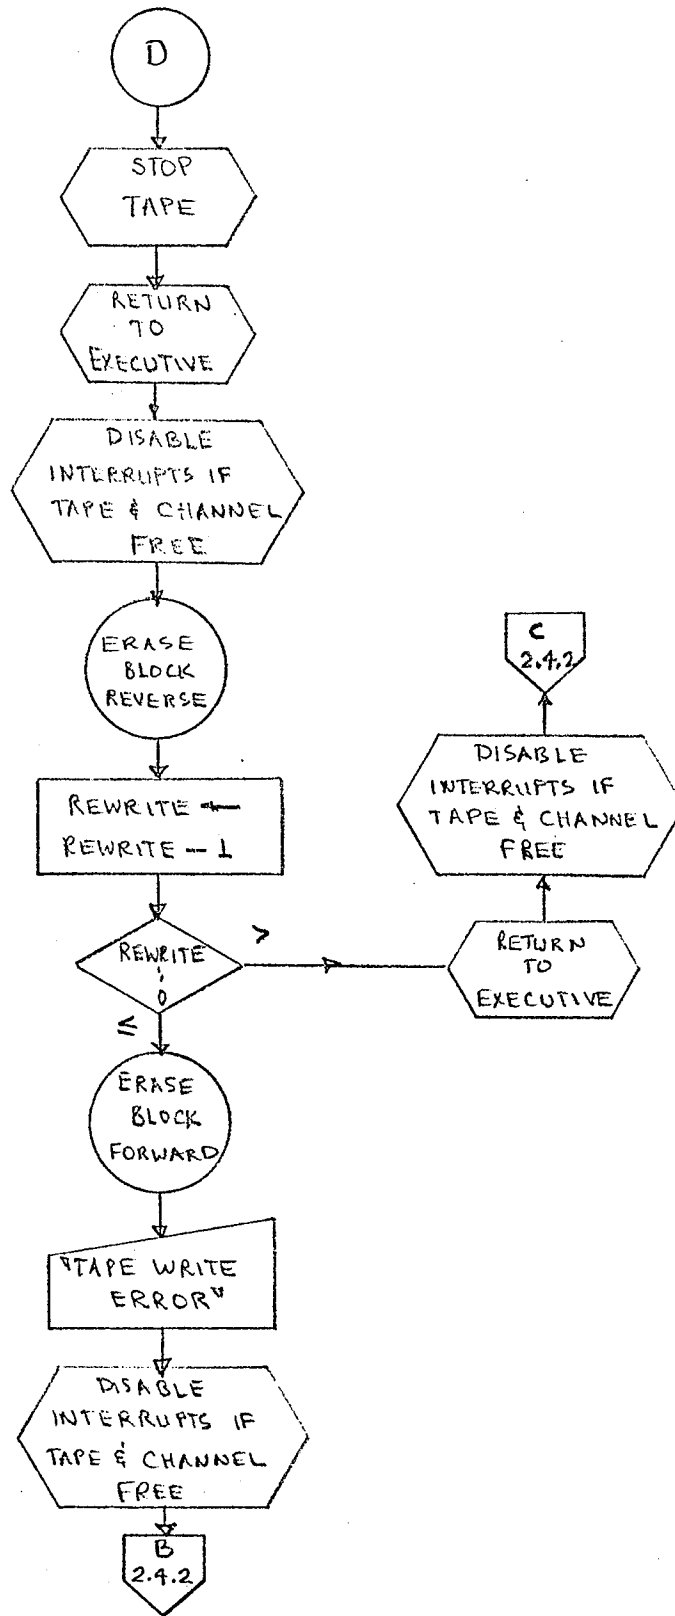 D
STOP
TAPE
RETURN
TO
EXECUTIVE
DISABLE
INTERRUPTS IF
TAPE & CHANNEL
FREE
ERASE
BLOCK
REVERSE
REWRITE ←
REWRITE -- 1
REWRITE
:
0
>
≤
RETURN
TO
EXECUTIVE
DISABLE
INTERRUPTS IF
TAPE & CHANNEL
FREE
C
2.4.2
ERASE
BLOCK
FORWARD
"TAPE WRITE
ERROR"
DISABLE
INTERRUPTS IF
TAPE & CHANNEL
FREE
B
2.4.2